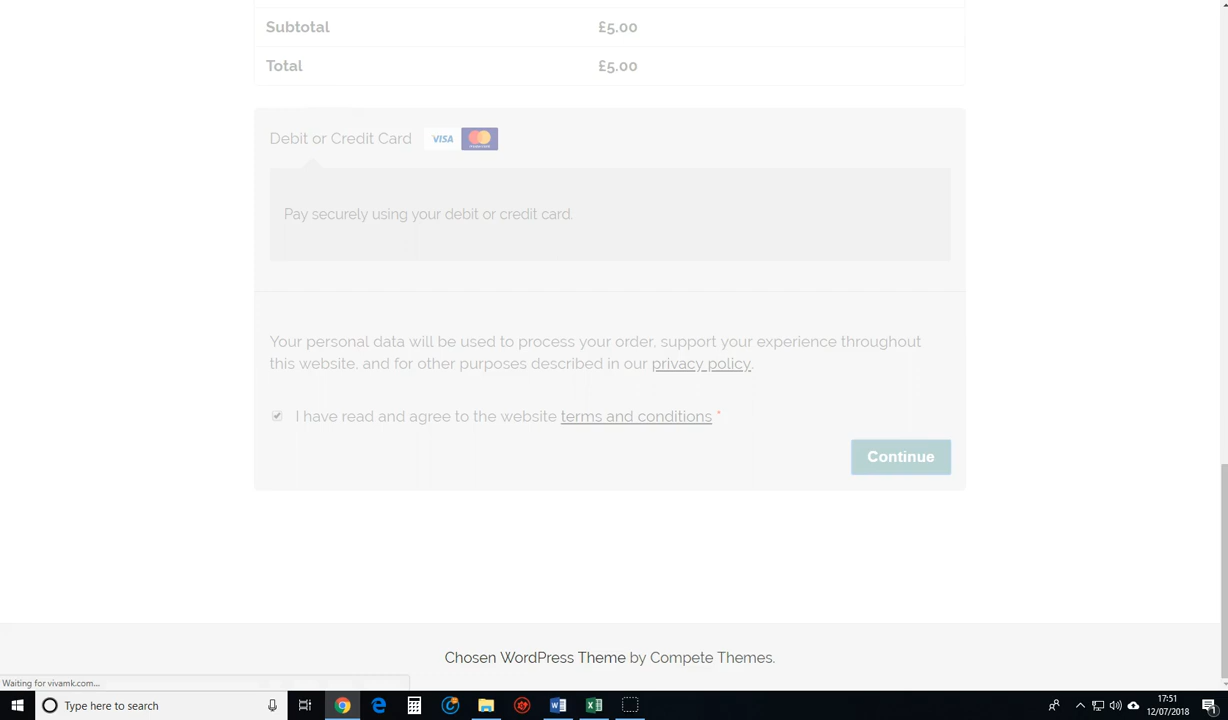 Subtotal £5.00
Total £5.00
Debit or Credit Card VISA
Pay securely using your debit or credit card.
Your personal data will be used to process your order, support your experience throughout
this website, and for other purposes described in our privacy policy.
I have read and agree to the website terms and conditions *
Continue
Chosen WordPress Theme by Compete Themes.
Waiting for vivamk.com...
Type here to search
17:51
12/07/2018
1